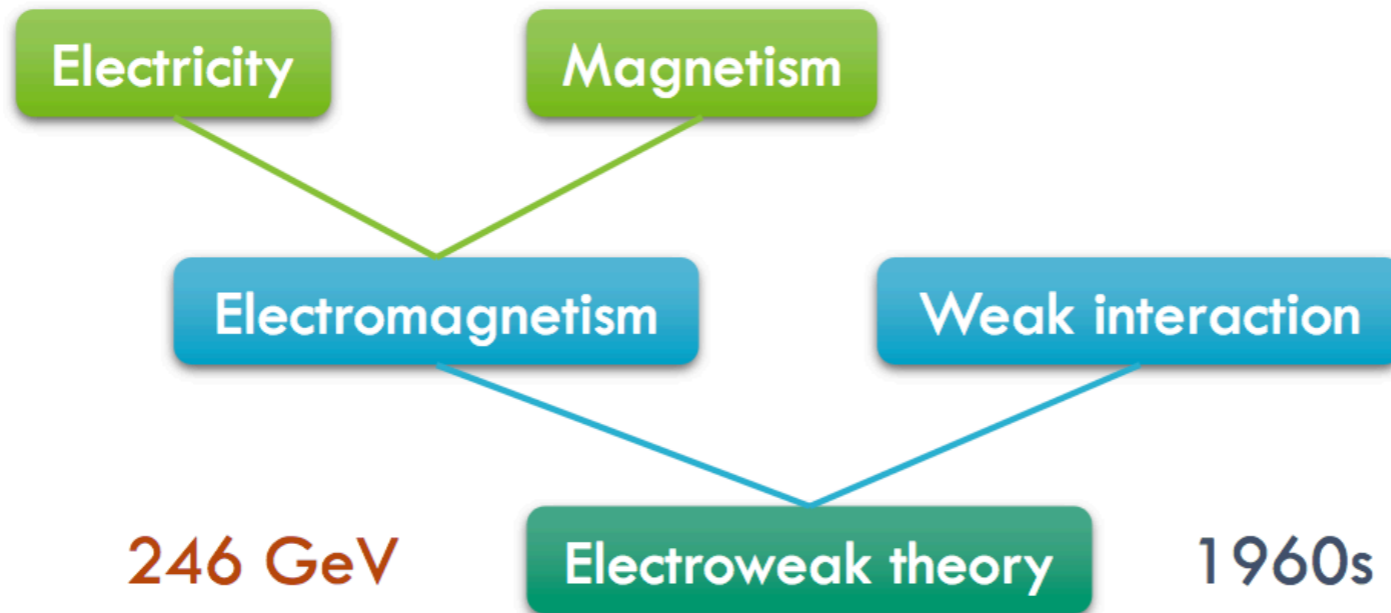 Electricity
Magnetism
Electromagnetism
Weak interaction
246 GeV
Electroweak theory
1960s